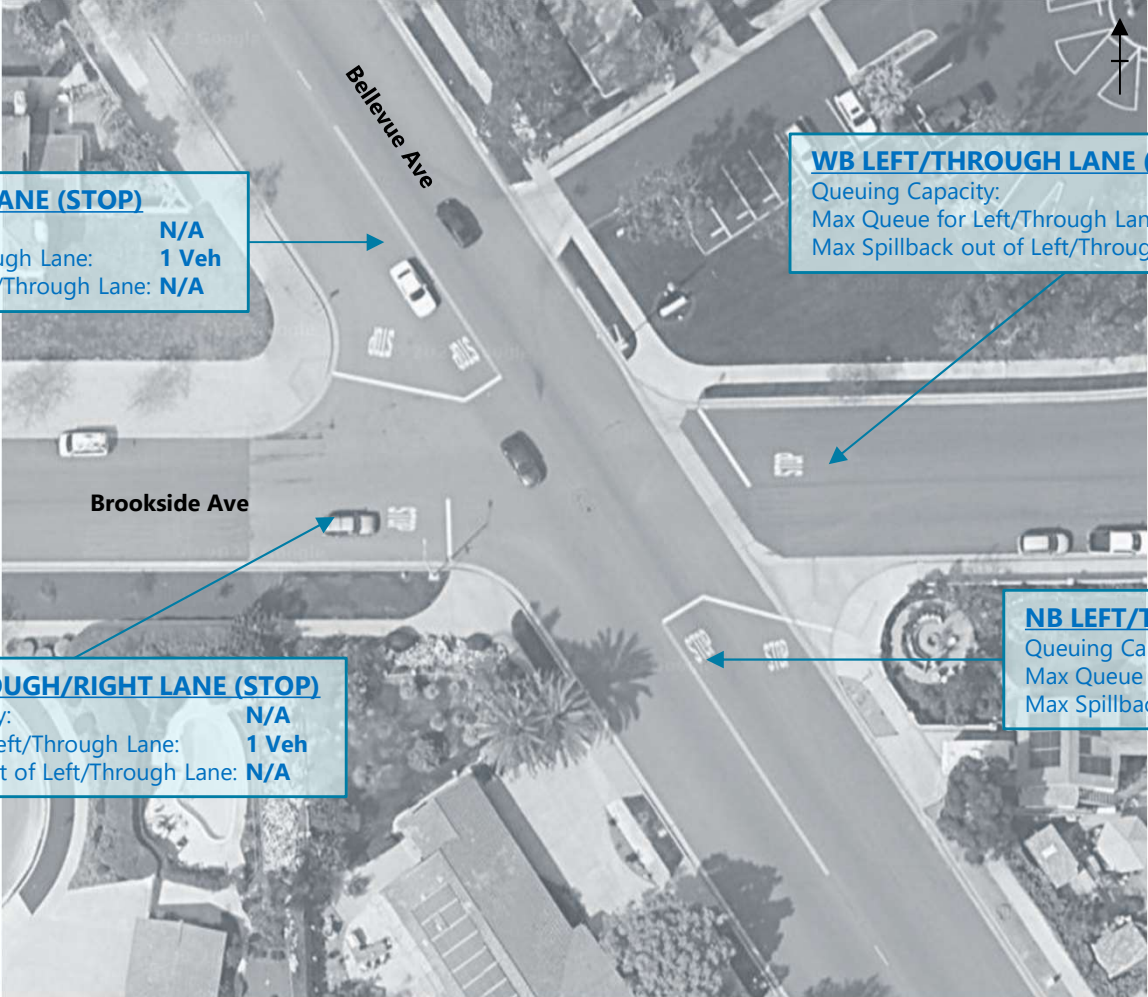 Bellevue Ave
WB LEFT/THROUGH LANE (
Queuing Capacity:
Max Queue for Left/Through Lan
Max Spillback out of Left/Throug
ANE (STOP)
N/A
ugh Lane: 1 Veh
/Through Lane: N/A
STOP
STOP
STOP
Brookside Ave
STOP
NB LEFT/T
Queuing Ca
Max Queue
Max Spillbac
STOP
STOP
OUGH/RIGHT LANE (STOP)
y: N/A
eft/Through Lane: 1 Veh
t of Left/Through Lane: N/A